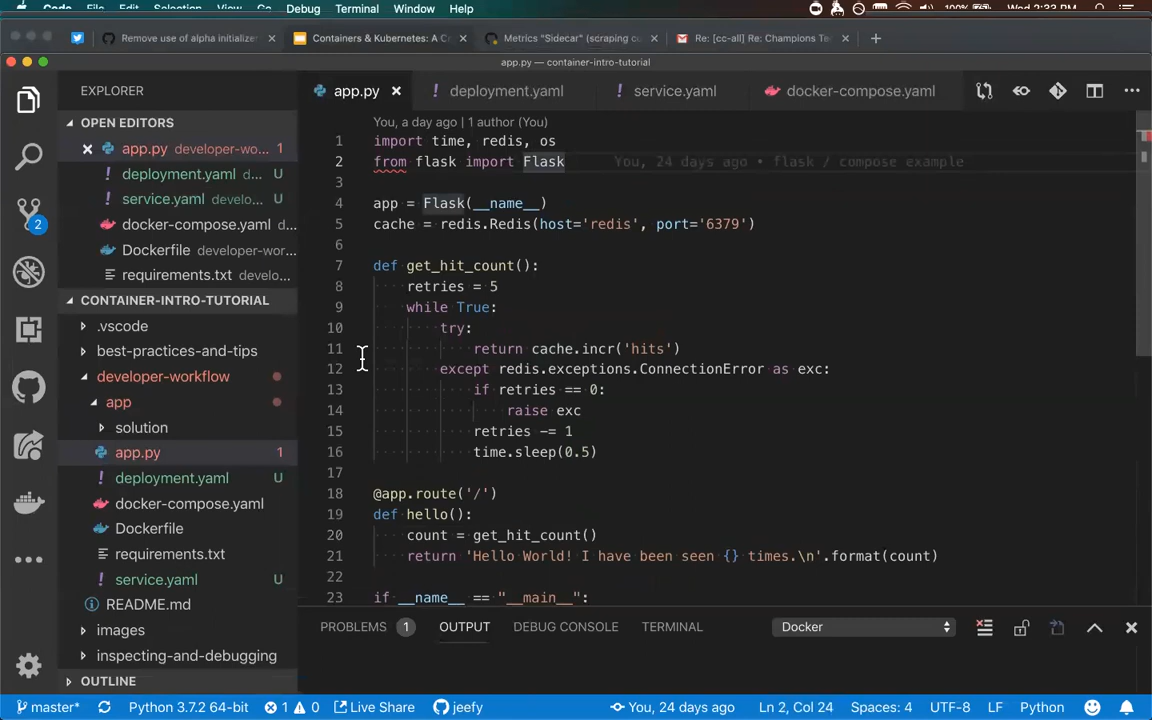 Code File Edit Selection View Go Debug Terminal Window Help 100% Wed 2:33 PM
Remove use of alpha initialize × Containers & Kubernetes: A C × Metrics "Sidecar" (scraping cu × Re: [cc-all] Re: Champions Te × +
app.py — container-intro-tutorial
EXPLORER
app.py × ! deployment.yaml ! service.yaml docker-compose.yaml ...
OPEN EDITORS
× app.py developer-wo... 1
! deployment.yaml d... U
! service.yaml develo... U
docker-compose.yaml d...
Dockerfile developer-wor...
requirements.txt develo...
CONTAINER-INTRO-TUTORIAL
.vscode
best-practices-and-tips
developer-workflow
app
solution
app.py 1
! deployment.yaml U
docker-compose.yaml
Dockerfile
requirements.txt
! service.yaml U
README.md
images
inspecting-and-debugging
OUTLINE
2
You, a day ago | 1 author (You)
1 import time, redis, os
2 from flask import Flask You, 24 days ago • flask / compose example
3
4 app = Flask(__name__)
5 cache = redis.Redis(host='redis', port='6379')
6
7 def get_hit_count():
8 retries = 5
9 while True:
10 try:
11 return cache.incr('hits')
12 except redis.exceptions.ConnectionError as exc:
13 if retries == 0:
14 raise exc
15 retries -= 1
16 time.sleep(0.5)
17
18 @app.route('/')
19 def hello():
20 count = get_hit_count()
21 return 'Hello World! I have been seen {} times.\n'.format(count)
22
23 if __name__ == "__main__":
PROBLEMS 1 OUTPUT DEBUG CONSOLE TERMINAL Docker
master* Python 3.7.2 64-bit 1 0 Live Share jeefy You, 24 days ago Ln 2, Col 24 Spaces: 4 UTF-8 LF Python